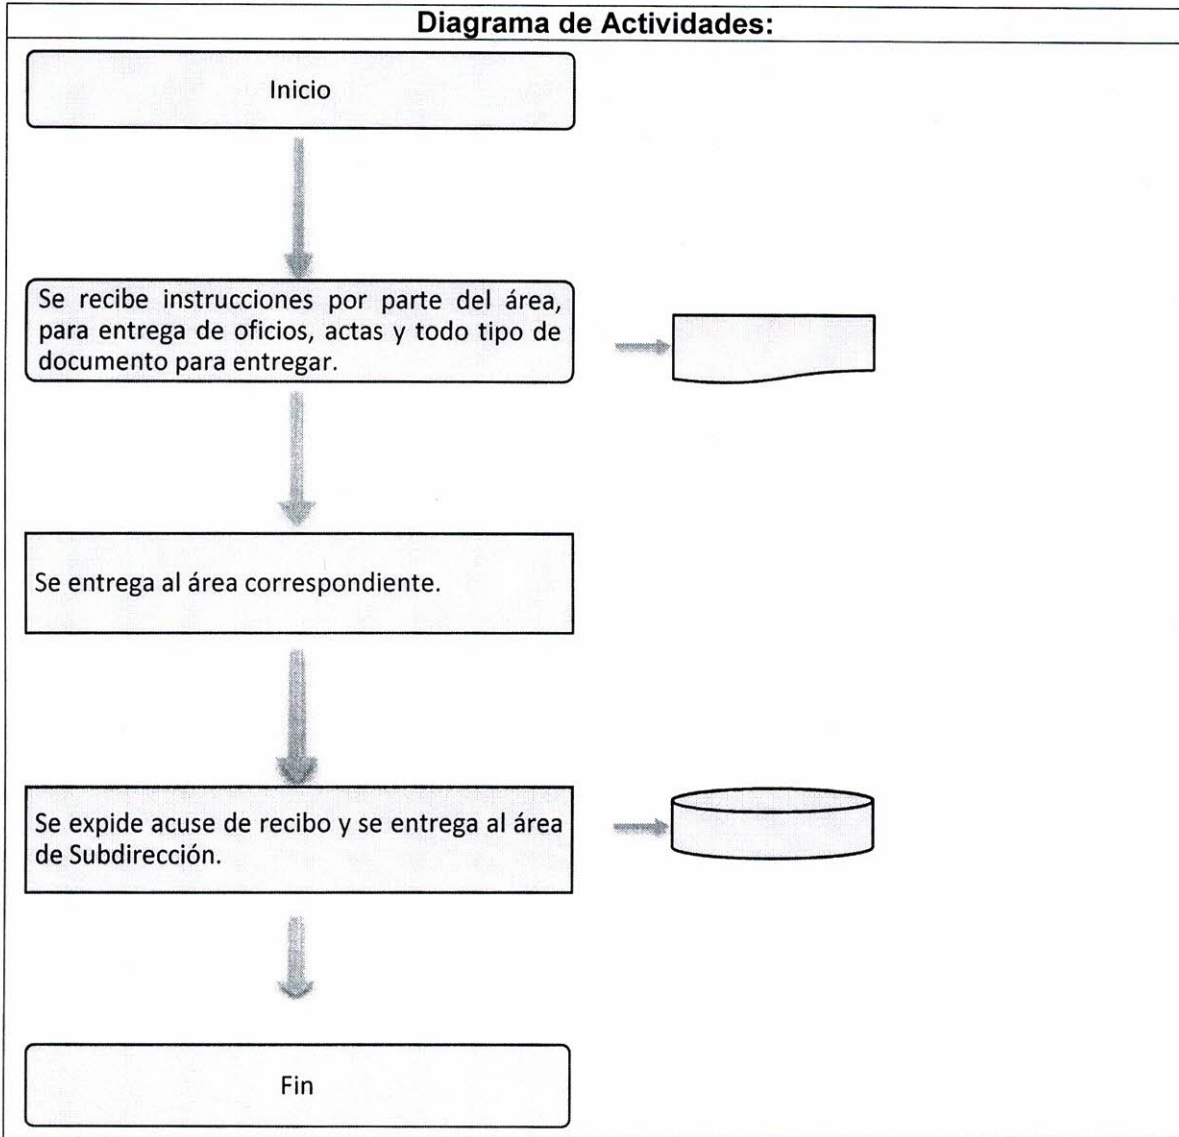 Diagrama de Actividades:
Inicio
Se recibe instrucciones por parte del área,
para entrega de oficios, actas y todo tipo de
documento para entregar.
Se entrega al área correspondiente.
Se expide acuse de recibo y se entrega al área
de Subdirección.
Fin